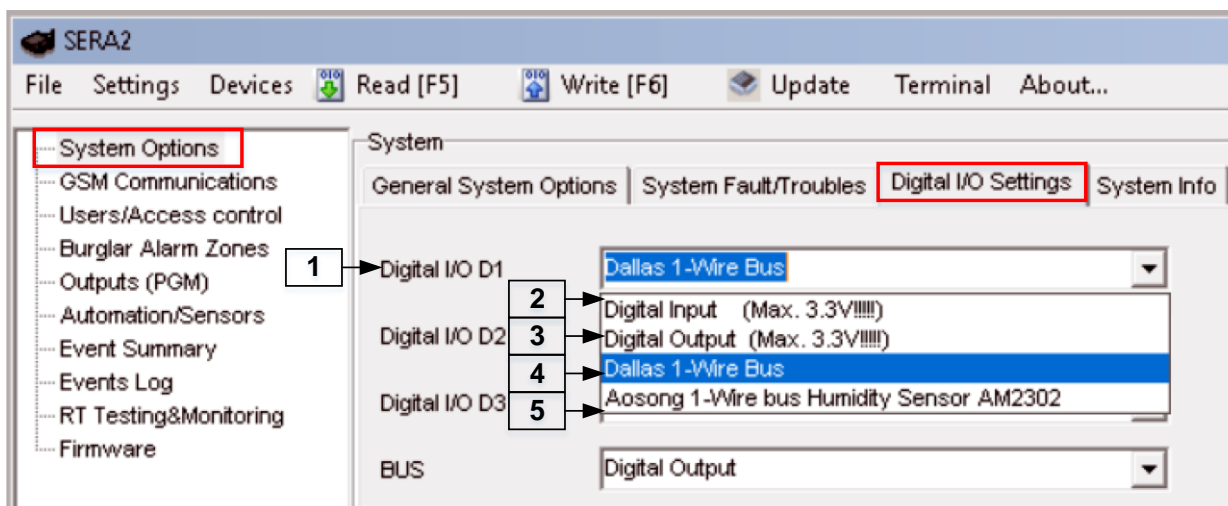 SERA2
File Settings Devices Read [F5] Write [F6] Update Terminal About...
System Options
GSM Communications
Users/Access control
Burglar Alarm Zones
Outputs (PGM)
Automation/Sensors
Event Summary
Events Log
RT Testing&Monitoring
Firmware
System
General System Options System Fault/Troubles Digital I/O Settings System Info
1 Digital I/O D1 Dallas 1-Wire Bus
2 Digital Input (Max. 3.3V!!!!!)
Digital I/O D2 3 Digital Output (Max. 3.3V!!!!!)
4 Dallas 1-Wire Bus
Digital I/O D3 5 Aosong 1-Wire bus Humidity Sensor AM2302
BUS Digital Output